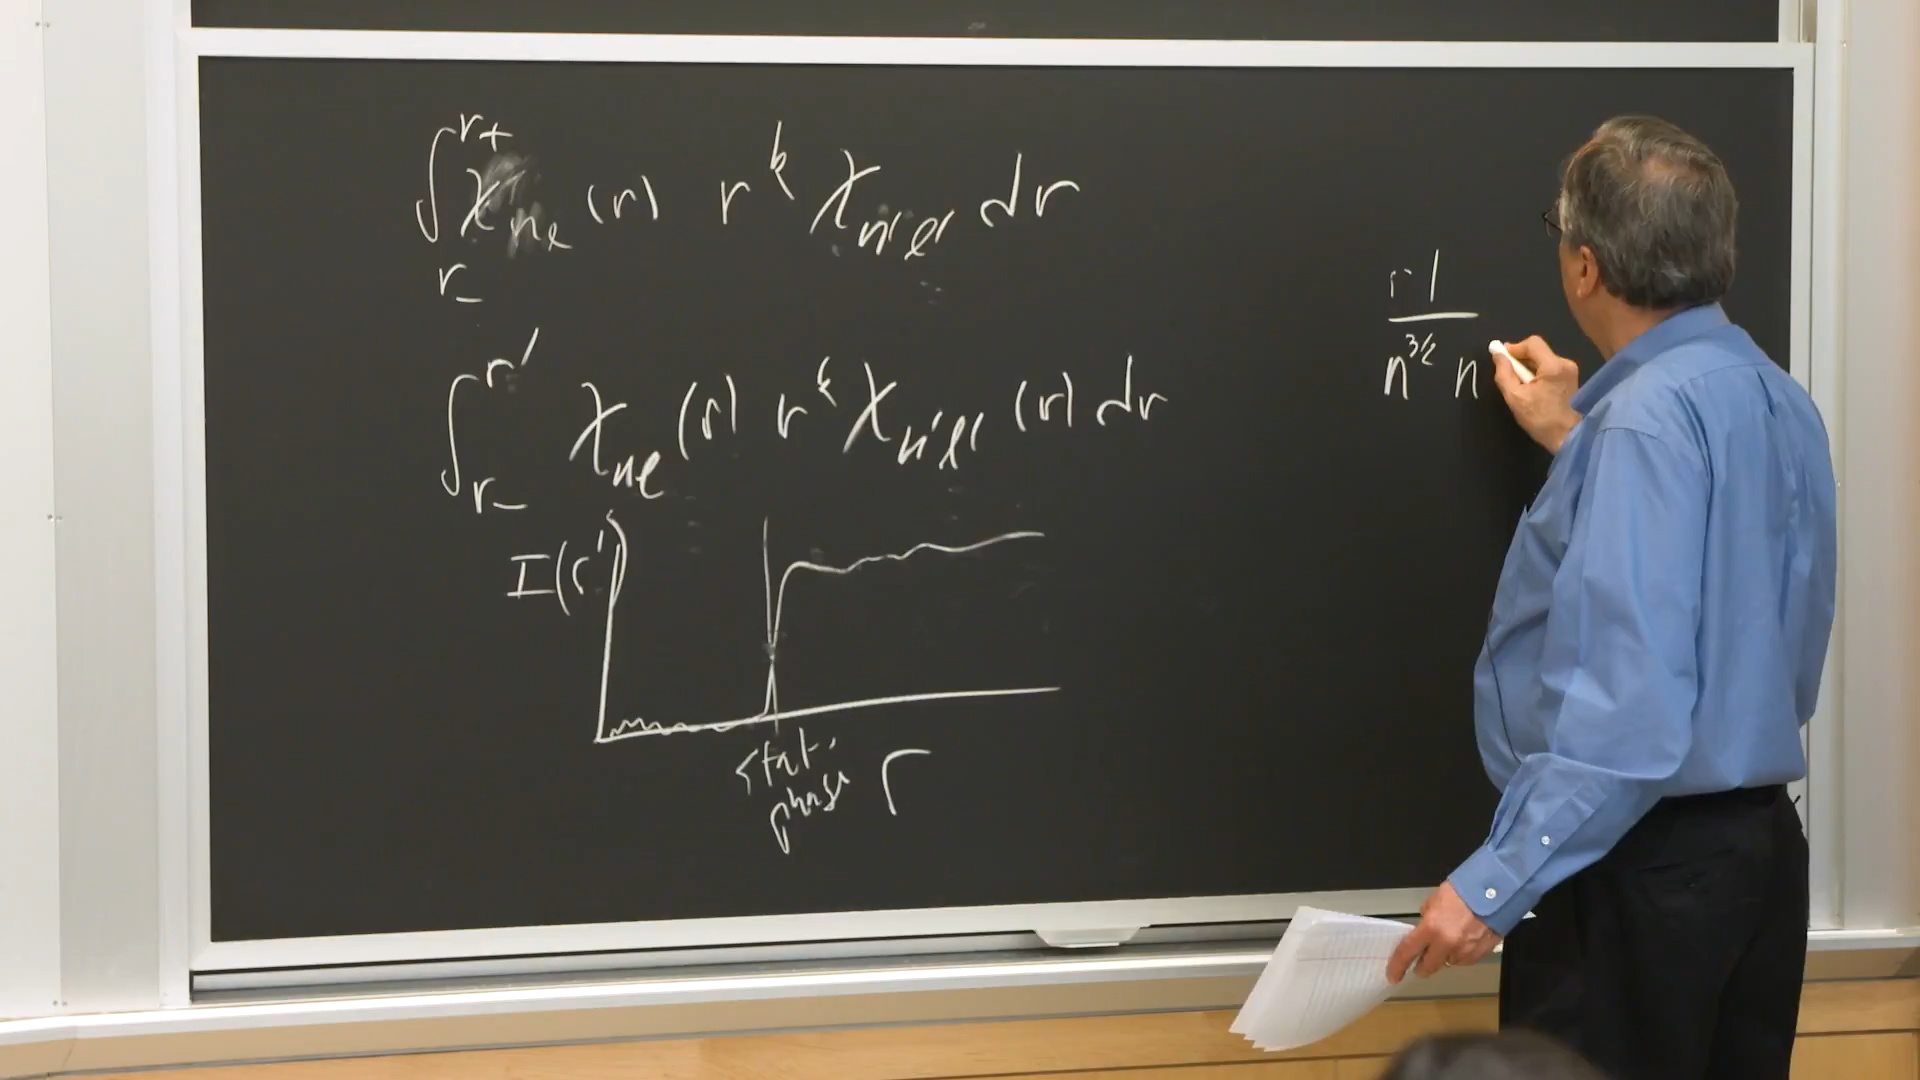 ∫_{r_-}^{r_+} χ_{nℓ}(r) r^k χ_{n'ℓ'} dr
∫_{r_-}^{r'} χ_{nℓ}(r) r^k χ_{n'ℓ'}(r) dr
I(r')
stat.
phase
r
1
n^{3/2} n